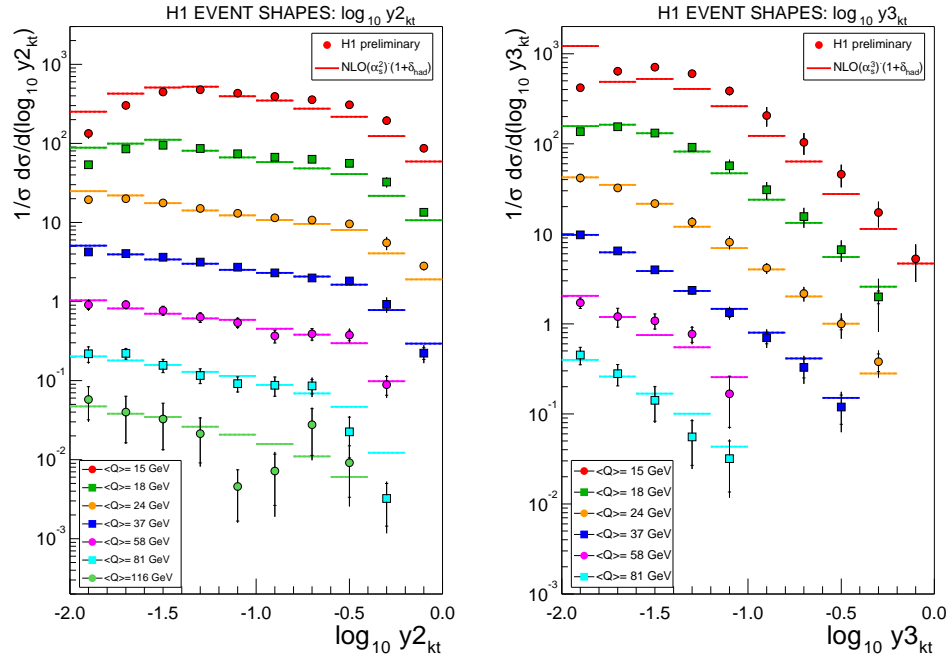 H1 EVENT SHAPES: log10 y2kt
1/σ dσ/d(log10 y2kt)
H1 preliminary
NLO(αs²)·(1+δhad)
10³
10²
10
1
10⁻¹
10⁻²
10⁻³
<Q>= 15 GeV
<Q>= 18 GeV
<Q>= 24 GeV
<Q>= 37 GeV
<Q>= 58 GeV
<Q>= 81 GeV
<Q>=116 GeV
-2.0 -1.5 -1.0 -0.5 0.0
log10 y2kt
H1 EVENT SHAPES: log10 y3kt
1/σ dσ/d(log10 y3kt)
H1 preliminary
NLO(αs³)·(1+δhad)
10³
10²
10
1
10⁻¹
10⁻²
10⁻³
<Q>= 15 GeV
<Q>= 18 GeV
<Q>= 24 GeV
<Q>= 37 GeV
<Q>= 58 GeV
<Q>= 81 GeV
-2.0 -1.5 -1.0 -0.5 0.0
log10 y3kt